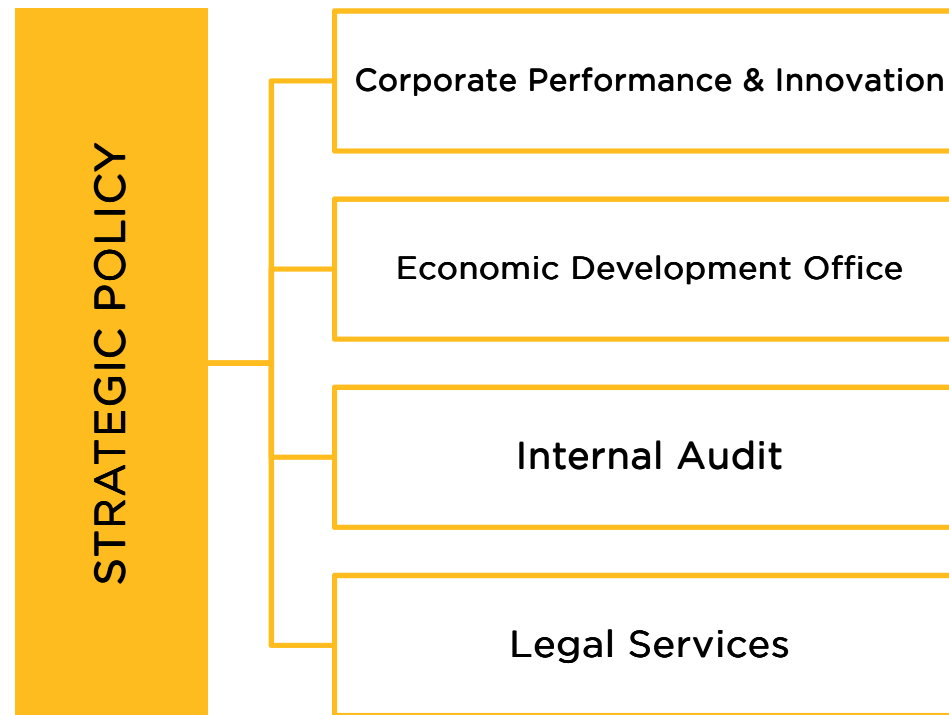 STRATEGIC POLICY
Corporate Performance & Innovation
Economic Development Office
Internal Audit
Legal Services